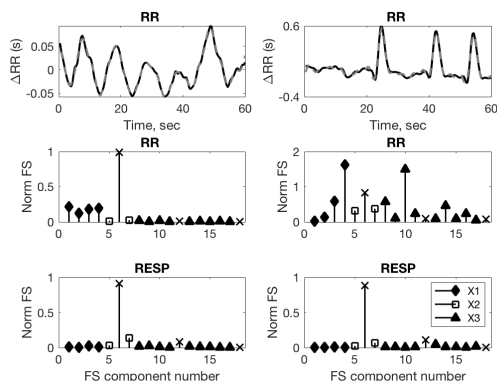 RR
RR
ΔRR (s)
0.05
0
-0.05
0 20 40 60
Time, sec
ΔRR (s)
0.6
-0.4
0 20 40 60
Time, sec
RR
RR
Norm FS
1
0.5
0
0 5 10 15
Norm FS
2
1
0
0 5 10 15
RESP
RESP
Norm FS
1
0.5
0
0 5 10 15
FS component number
Norm FS
1
0.5
0
0 5 10 15
FS component number
X1
X2
X3